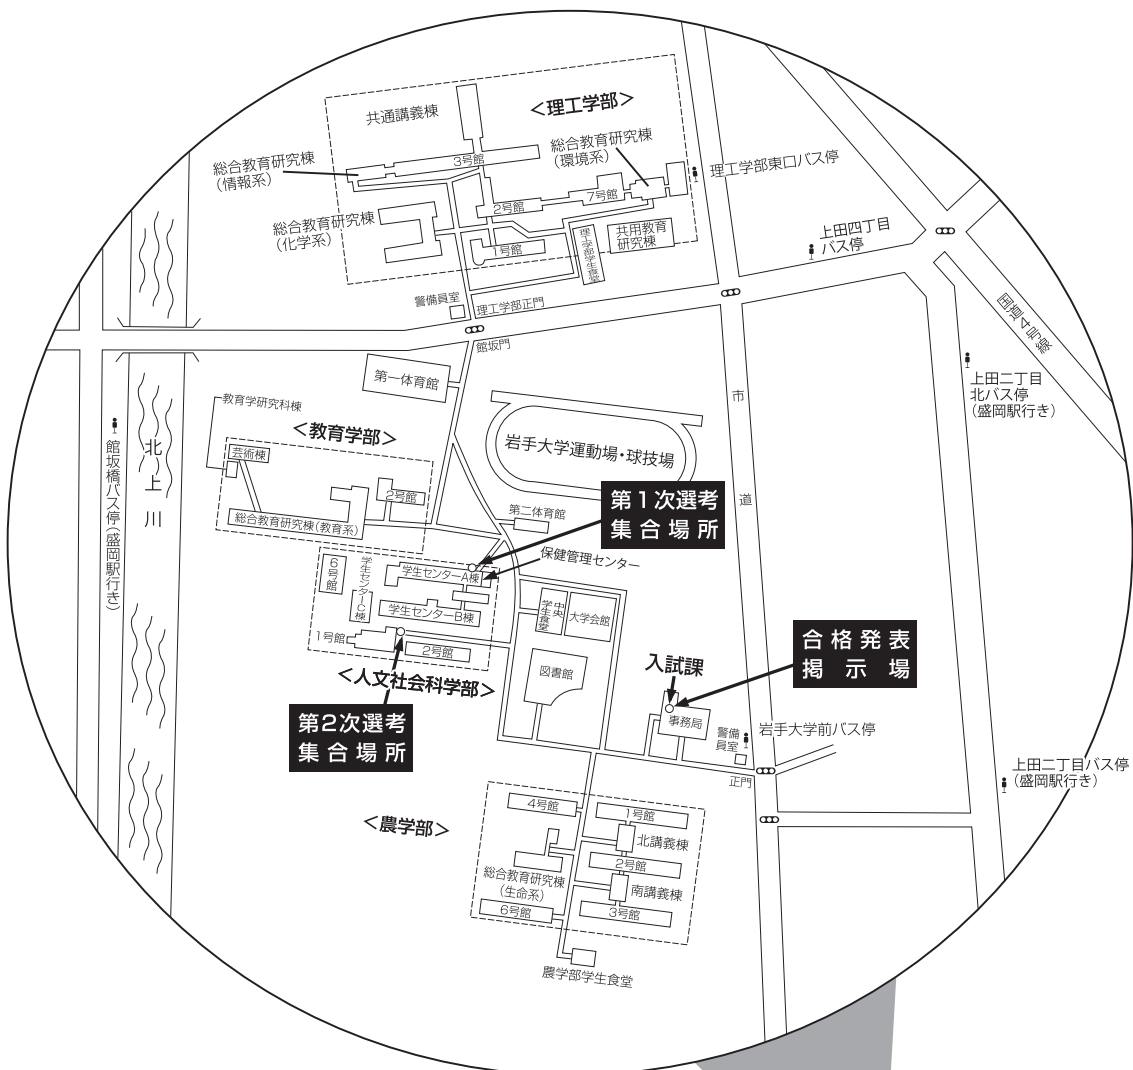 <理工学部>
共通講義棟
総合教育研究棟
(環境系)
総合教育研究棟
(情報系)
3号館
理工学部東口バス停
7号館
2号館
総合教育研究棟
(化学系)
共用教育
研究棟
理工学部学生食堂
1号館
上田四丁目
バス停
警備員室
理工学部正門
国道4号線
館坂門
第一体育館
上田二丁目
北バス停
(盛岡駅行き)
市道
教育学研究科棟
<教育学部>
岩手大学運動場・球技場
芸術棟
北上川
館坂橋バス停(盛岡駅行き)
2号館
総合教育研究棟(教育系)
第二体育館
第1次選考
集合場所
保健管理センター
6号館
学生センターC棟
学生センターA棟
学生センターB棟
中央
学生食堂
大学会館
1号館
2号館
<人文社会科学部>
図書館
入試課
合格発表
掲示場
第2次選考
集合場所
事務局
警備
員室
岩手大学前バス停
正門
上田二丁目バス停
(盛岡駅行き)
<農学部>
4号館
1号館
北講義棟
2号館
総合教育研究棟
(生命系)
南講義棟
6号館
3号館
農学部学生食堂